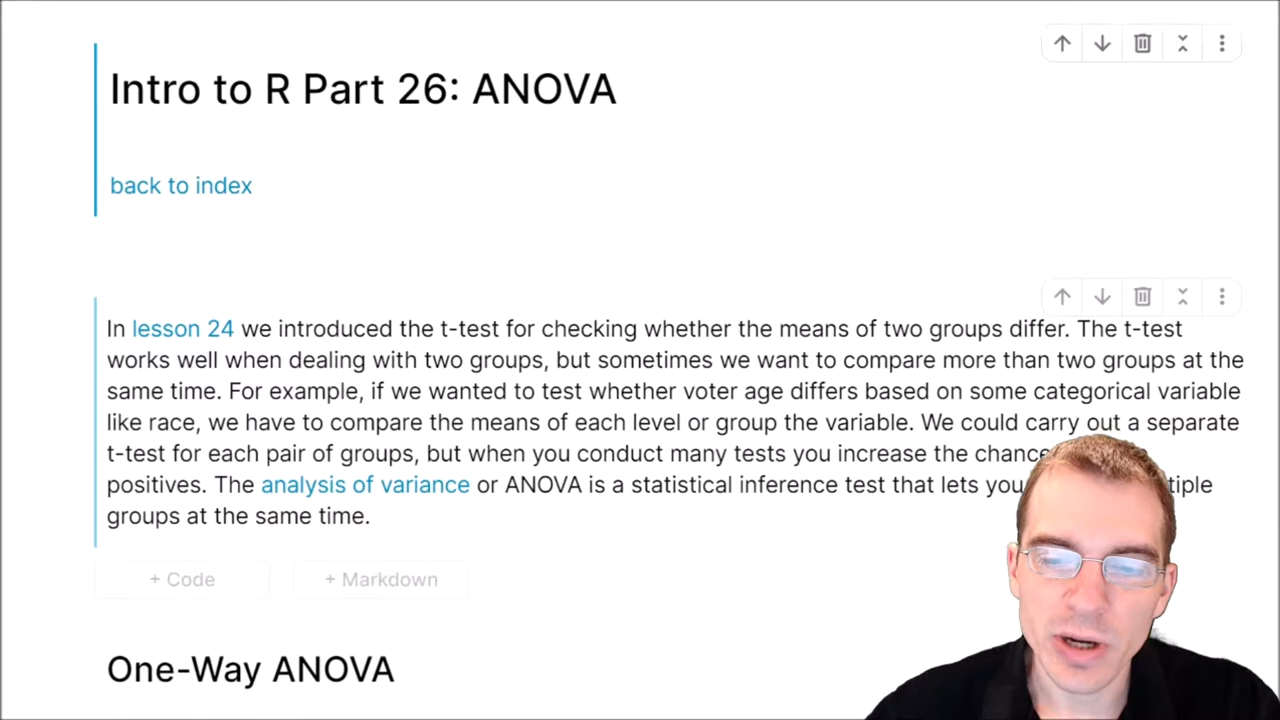 Intro to R Part 26: ANOVA
back to index
In lesson 24 we introduced the t-test for checking whether the means of two groups differ. The t-test
works well when dealing with two groups, but sometimes we want to compare more than two groups at the
same time. For example, if we wanted to test whether voter age differs based on some categorical variable
like race, we have to compare the means of each level or group the variable. We could carry out a separate
t-test for each pair of groups, but when you conduct many tests you increase the chance
positives. The analysis of variance or ANOVA is a statistical inference test that lets you tiple
groups at the same time.
+ Code + Markdown
One-Way ANOVA